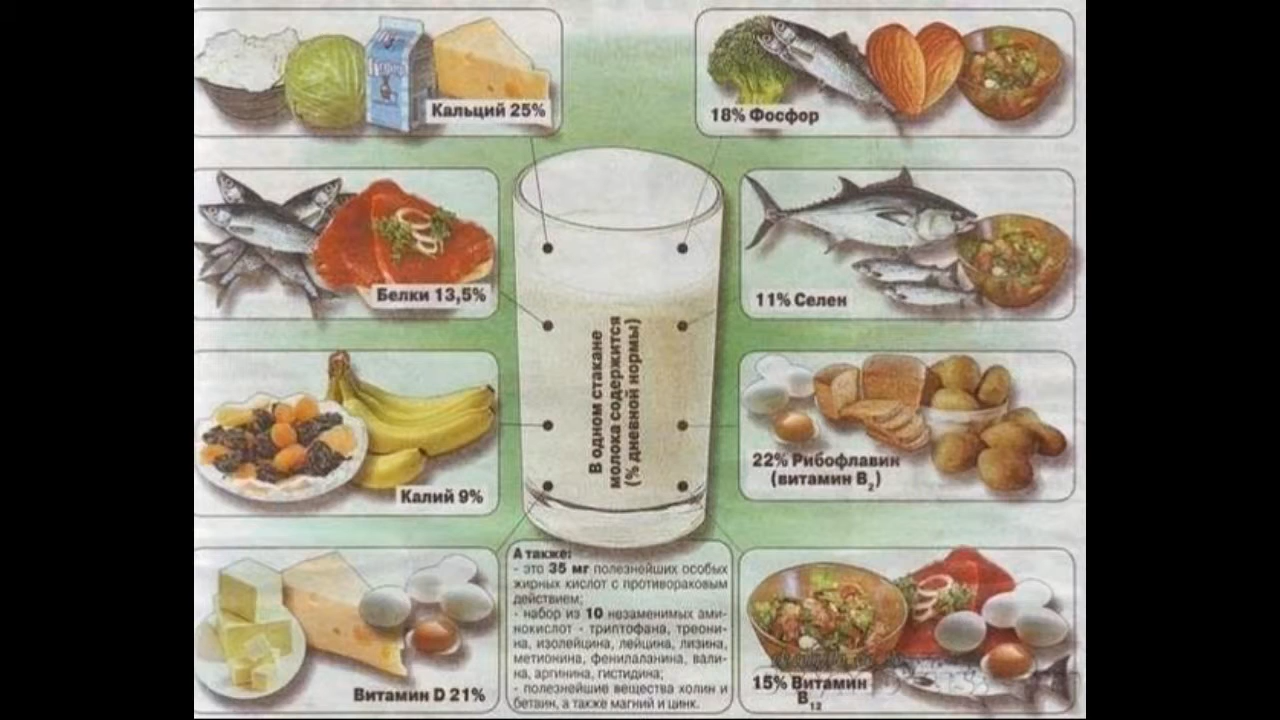 Кальций 25%
18% Фосфор
Белки 13,5%
11% Селен
В одном стакане
молока содержится
(% дневной нормы)
Калий 9%
22% Рибофлавин
(витамин B2)
Витамин D 21%
А также:
- это 35 мг полезнейших особых
жирных кислот с противораковым
действием;
- набор из 10 незаменимых ами-
нокислот - триптофана, треони-
на, изолейцина, лейцина, лизина,
метионина, фенилаланина, вали-
на, аргинина, гистидина;
- полезнейшие вещества холин и
бетаин, а также магний и цинк.
15% Витамин
B12